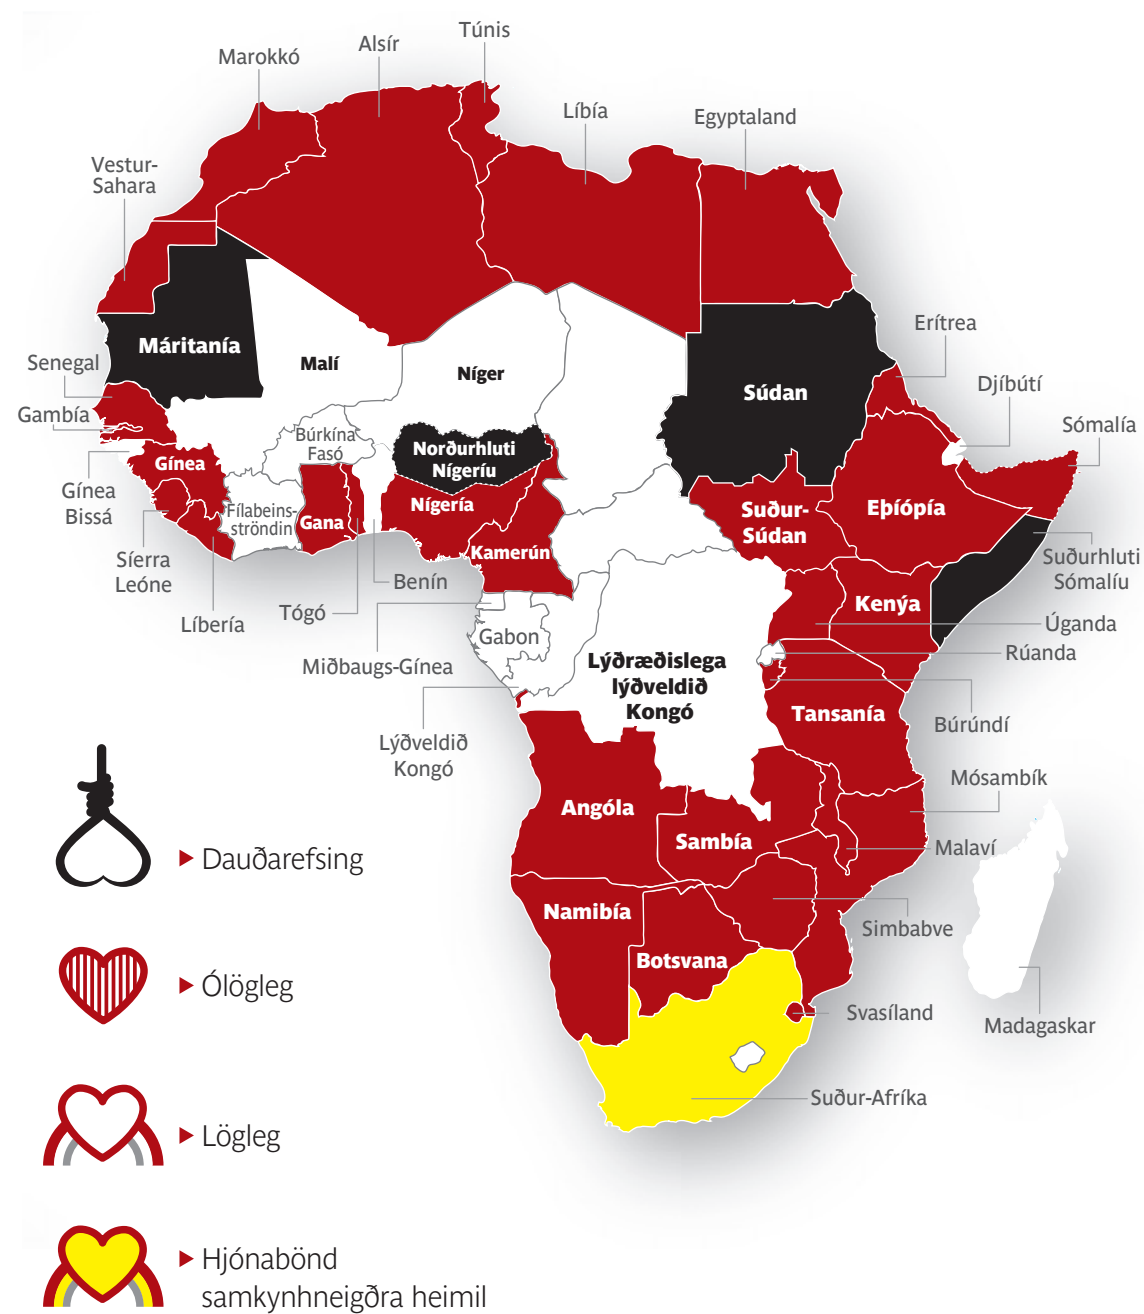 Túnis
Alsír
Marokkó
Líbía
Egyptaland
Vestur-
Sahara
Erítrea
Máritanía
Senegal
Malí
Níger
Súdan
Djíbútí
Gambía
Sómalía
Búrkína
Fasó
Norðurhluti
Nígeríu
Gínea
Gínea
Bissá
Fílabeins-
ströndin
Gana
Nígería
Suður-
Súdan
Eþíópía
Síerra
Leóne
Kamerún
Suðurhluti
Sómalíu
Benín
Tógó
Líbería
Kenýa
Úganda
Gabon
Miðbaugs-Gínea
Rúanda
Lýðræðislega
lýðveldið
Kongó
Tansanía
Búrúndí
Lýðveldið
Kongó
Mósambík
Angóla
Sambía
Malaví
Dauðarefsing
Namibía
Simbabve
Botsvana
Ólögleg
Svasíland
Madagaskar
Suður-Afríka
Lögleg
Hjónabönd
samkynhneigðra heimil